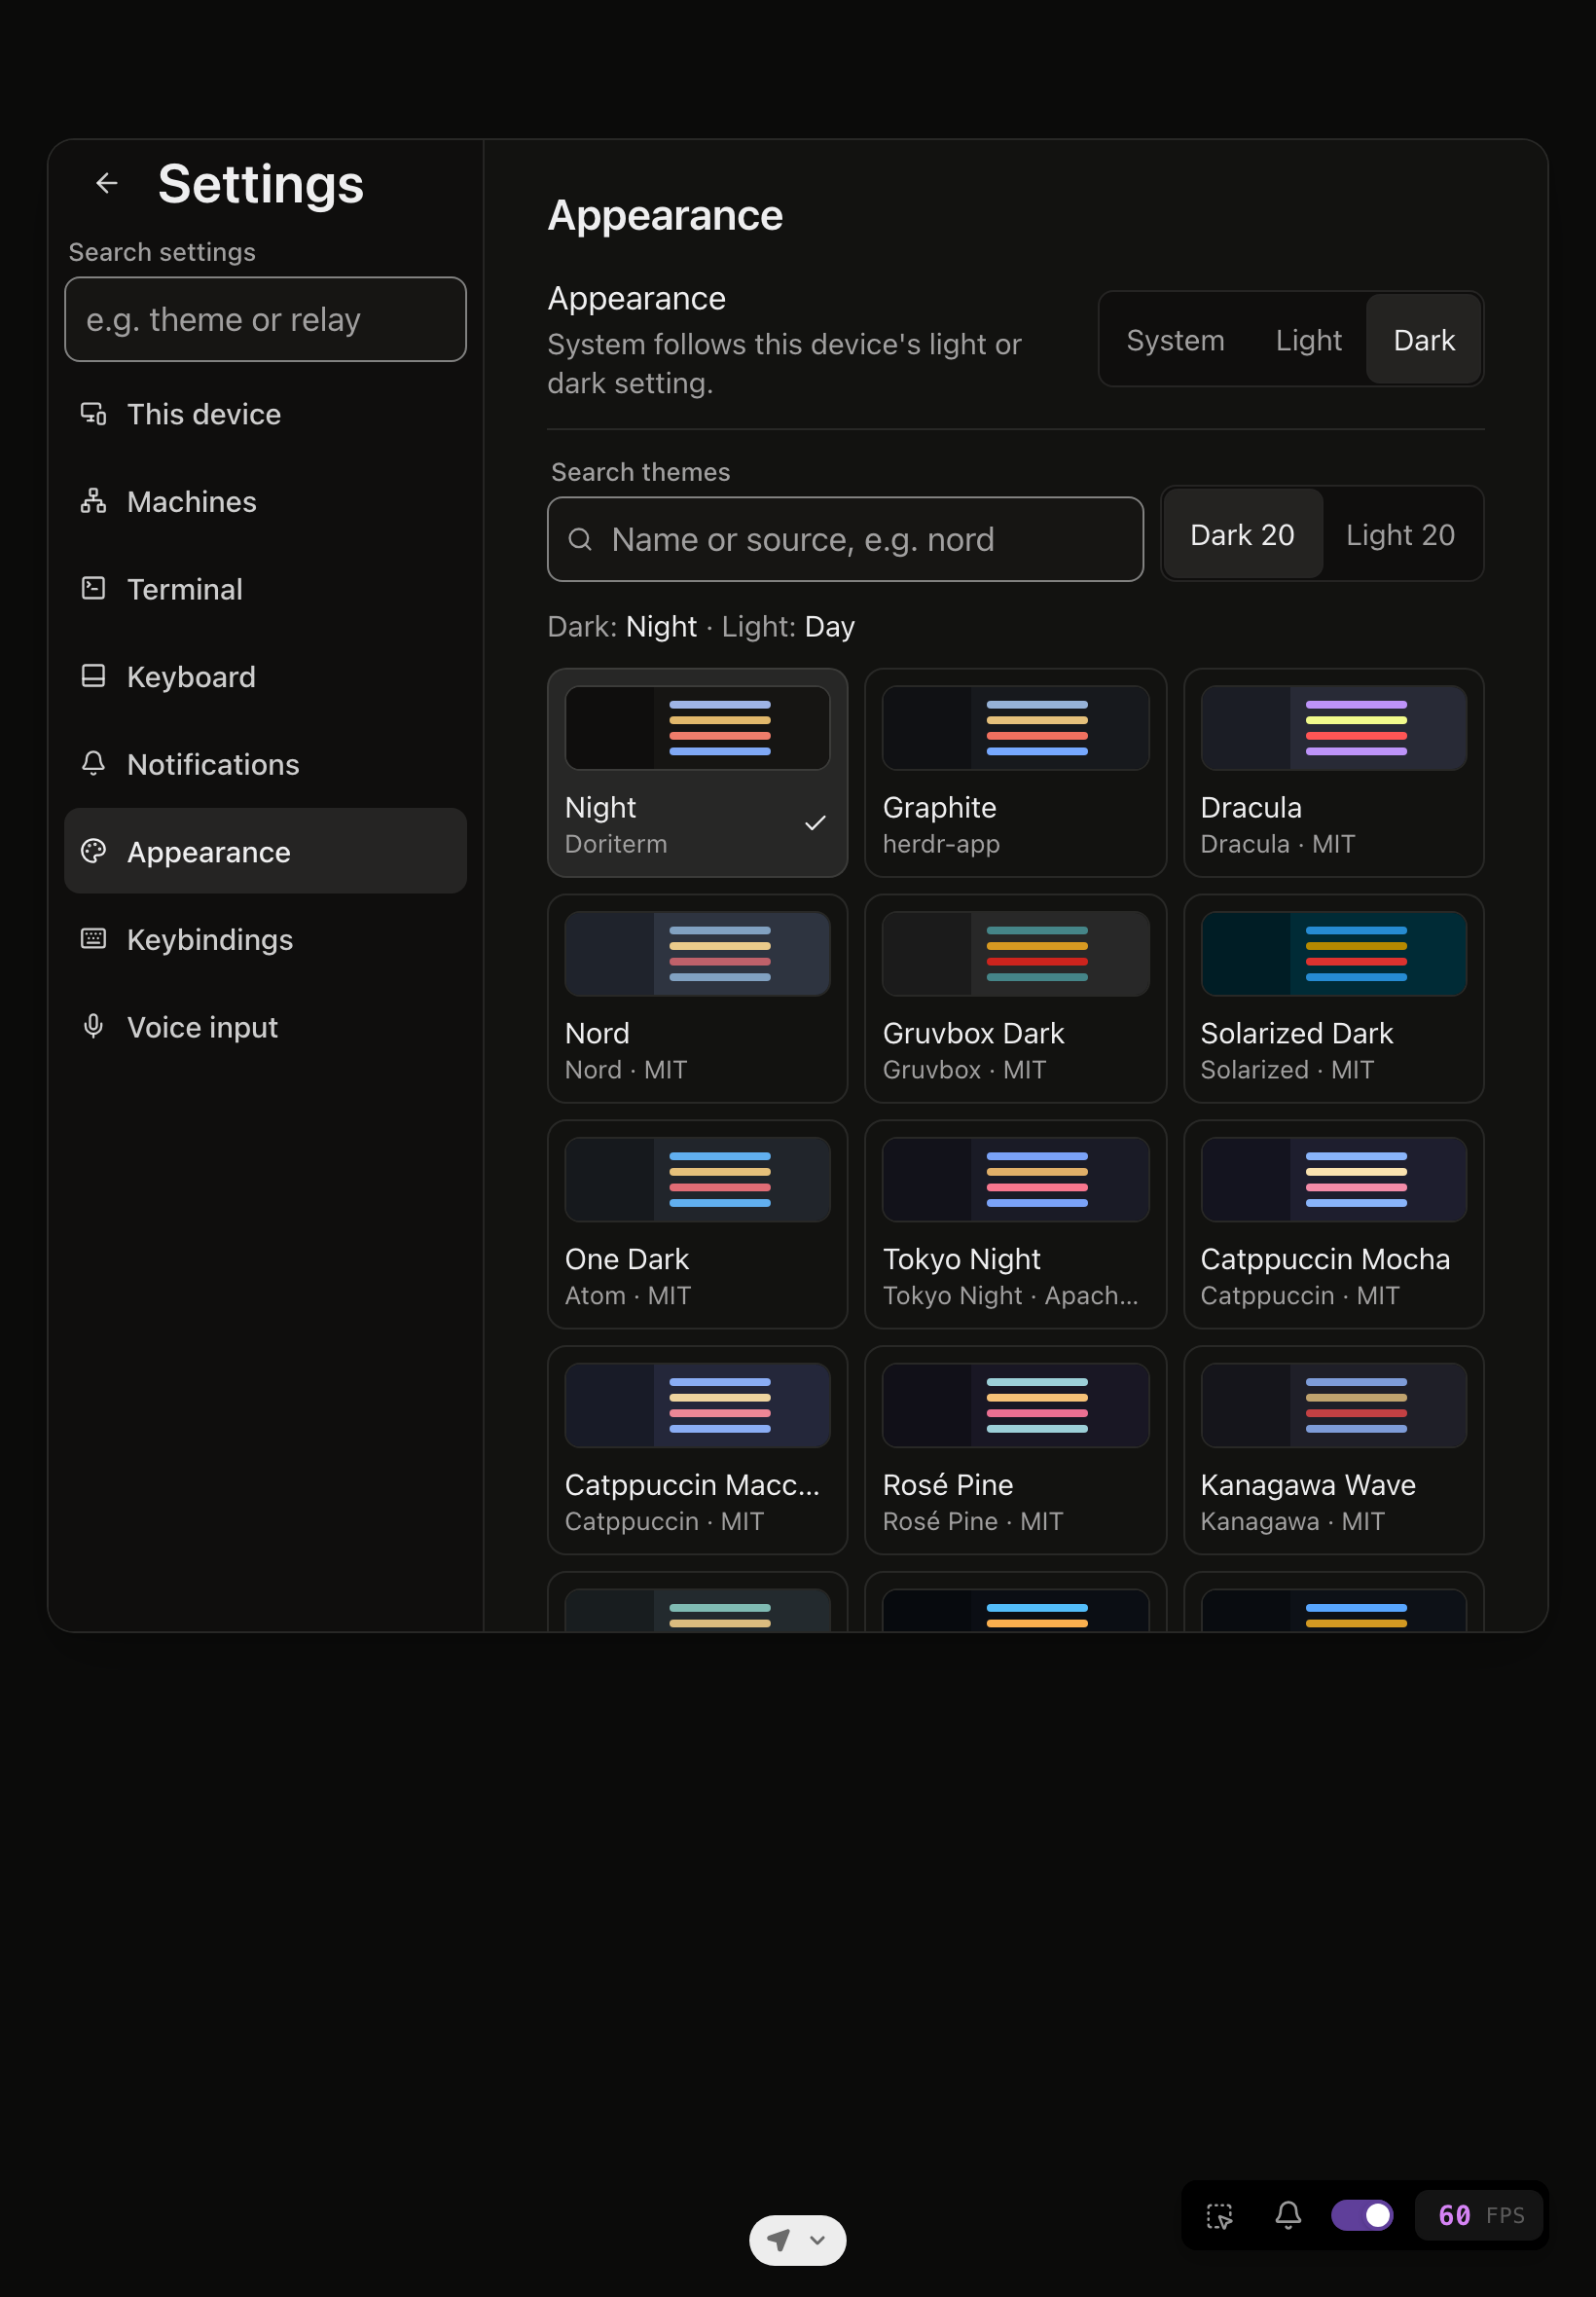 Settings
Search settings
e.g. theme or relay
This device
Machines
Terminal
Keyboard
Notifications
Appearance
Keybindings
Voice input
Appearance
Appearance
System follows this device's light or
dark setting.
System Light Dark
Search themes
Name or source, e.g. nord
Dark 20 Light 20
Dark: Night · Light: Day
Night
Doriterm
Graphite
herdr-app
Dracula
Dracula · MIT
Nord
Nord · MIT
Gruvbox Dark
Gruvbox · MIT
Solarized Dark
Solarized · MIT
One Dark
Atom · MIT
Tokyo Night
Tokyo Night · Apach...
Catppuccin Mocha
Catppuccin · MIT
Catppuccin Macc...
Catppuccin · MIT
Rosé Pine
Rosé Pine · MIT
Kanagawa Wave
Kanagawa · MIT
60 FPS